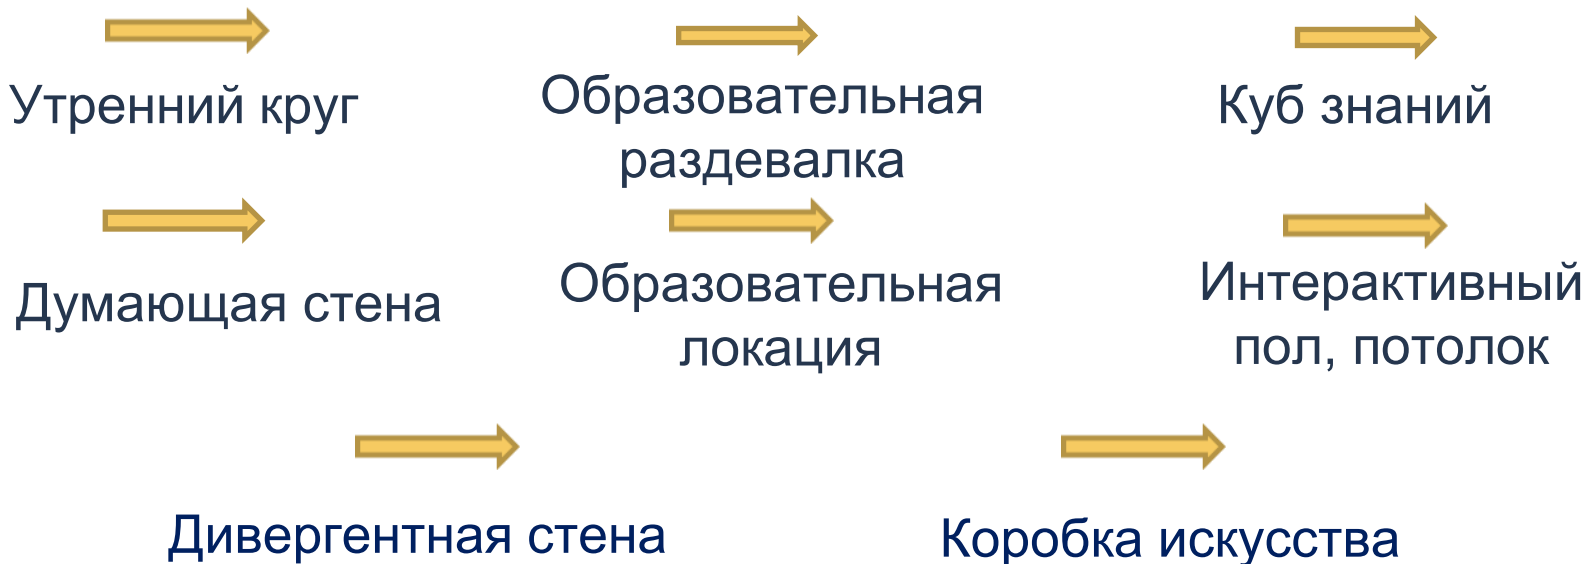 Утренний круг
Образовательная
раздевалка
Куб знаний
Думающая стена
Образовательная
локация
Интерактивный
пол, потолок
Дивергентная стена
Коробка искусства